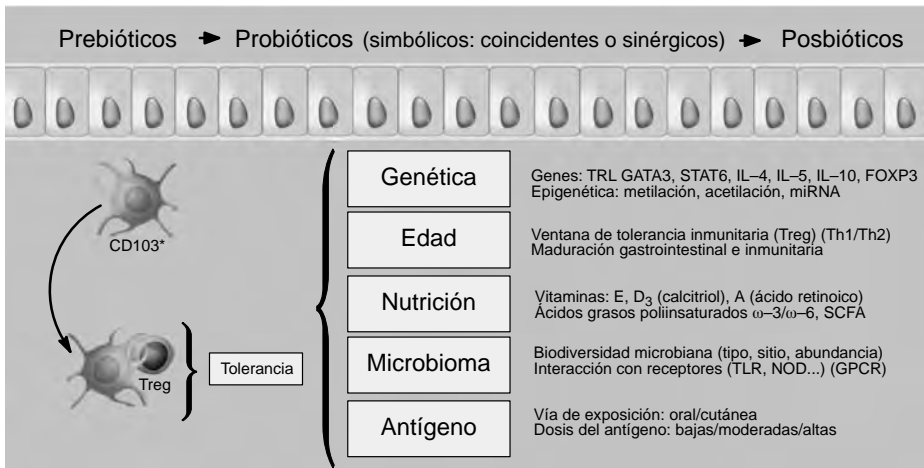 Prebióticos → Probióticos (simbólicos: coincidentes o sinérgicos) → Posbióticos
CD103*
Treg
Tolerancia
Genética
Genes: TRL GATA3, STAT6, IL–4, IL–5, IL–10, FOXP3
Epigenética: metilación, acetilación, miRNA
Edad
Ventana de tolerancia inmunitaria (Treg) (Th1/Th2)
Maduración gastrointestinal e inmunitaria
Nutrición
Vitaminas: E, D₃ (calcitriol), A (ácido retinoico)
Ácidos grasos poliinsaturados ω–3/ω–6, SCFA
Microbioma
Biodiversidad microbiana (tipo, sitio, abundancia)
Interacción con receptores (TLR, NOD...) (GPCR)
Antígeno
Vía de exposición: oral/cutánea
Dosis del antígeno: bajas/moderadas/altas